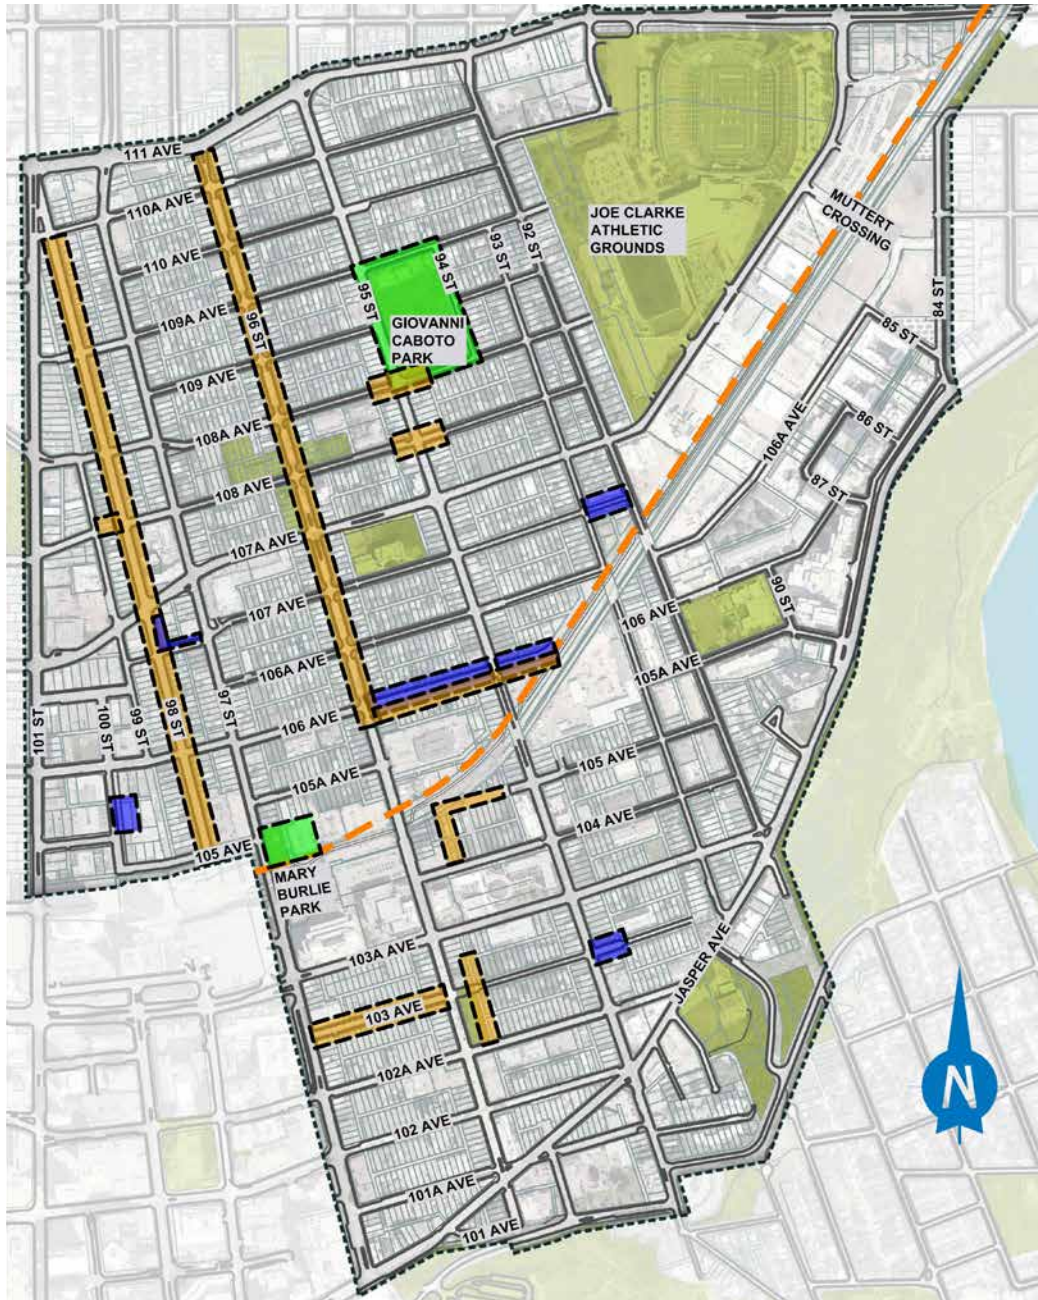 111 AVE
110A AVE
110 AVE
109A AVE
109 AVE
108A AVE
108 AVE
107A AVE
107 AVE
106A AVE
106 AVE
105A AVE
105 AVE
96 ST
95 ST
94 ST
93 ST
92 ST
GIOVANNI
CABOTO
PARK
JOE CLARKE
ATHLETIC
GROUNDS
MUTTERT
CROSSING
84 ST
85 ST
86 ST
87 ST
106A AVE
90 ST
106 AVE
105A AVE
105 AVE
104 AVE
101 ST
100 ST
99 ST
98 ST
97 ST
MARY
BURLIE
PARK
103A AVE
103 AVE
102A AVE
102 AVE
101A AVE
101 AVE
JASPER AVE
N